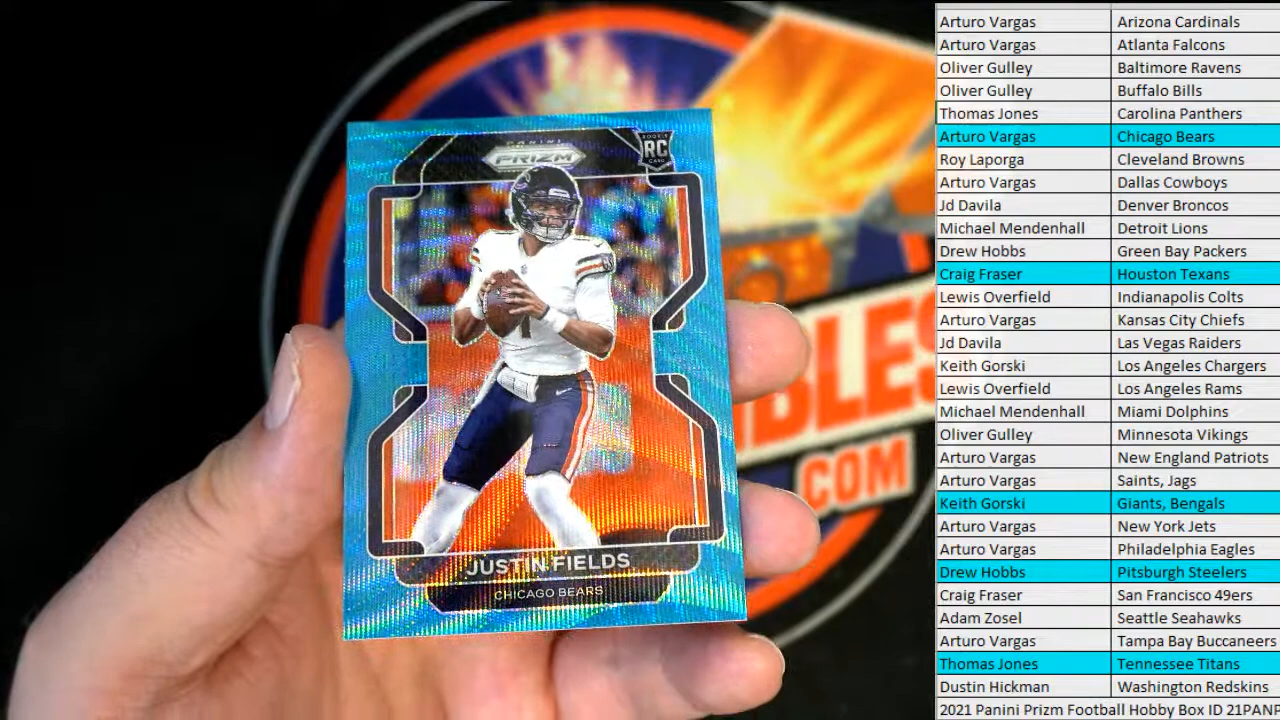 PANINI
PRIZM
ROOKIE
RC
CARD
JUSTIN FIELDS
CHICAGO BEARS
BLES
.COM
Arturo Vargas Arizona Cardinals
Arturo Vargas Atlanta Falcons
Oliver Gulley Baltimore Ravens
Oliver Gulley Buffalo Bills
Thomas Jones Carolina Panthers
Arturo Vargas Chicago Bears
Roy Laporga Cleveland Browns
Arturo Vargas Dallas Cowboys
Jd Davila Denver Broncos
Michael Mendenhall Detroit Lions
Drew Hobbs Green Bay Packers
Craig Fraser Houston Texans
Lewis Overfield Indianapolis Colts
Arturo Vargas Kansas City Chiefs
Jd Davila Las Vegas Raiders
Keith Gorski Los Angeles Chargers
Lewis Overfield Los Angeles Rams
Michael Mendenhall Miami Dolphins
Oliver Gulley Minnesota Vikings
Arturo Vargas New England Patriots
Arturo Vargas Saints, Jags
Keith Gorski Giants, Bengals
Arturo Vargas New York Jets
Arturo Vargas Philadelphia Eagles
Drew Hobbs Pitsburgh Steelers
Craig Fraser San Francisco 49ers
Adam Zosel Seattle Seahawks
Arturo Vargas Tampa Bay Buccaneers
Thomas Jones Tennessee Titans
Dustin Hickman Washington Redskins
2021 Panini Prizm Football Hobby Box ID 21PANP